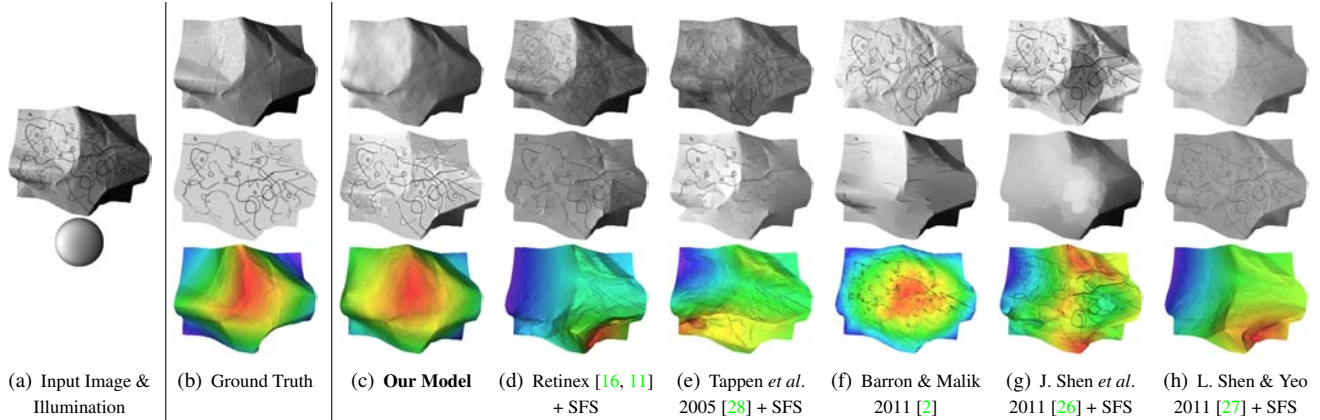 (a) Input Image &
Illumination
(b) Ground Truth
(c) Our Model
(d) Retinex [16, 11]
+ SFS
(e) Tappen et al.
2005 [28] + SFS
(f) Barron & Malik
2011 [2]
(g) J. Shen et al.
2011 [26] + SFS
(h) L. Shen & Yeo
2011 [27] + SFS